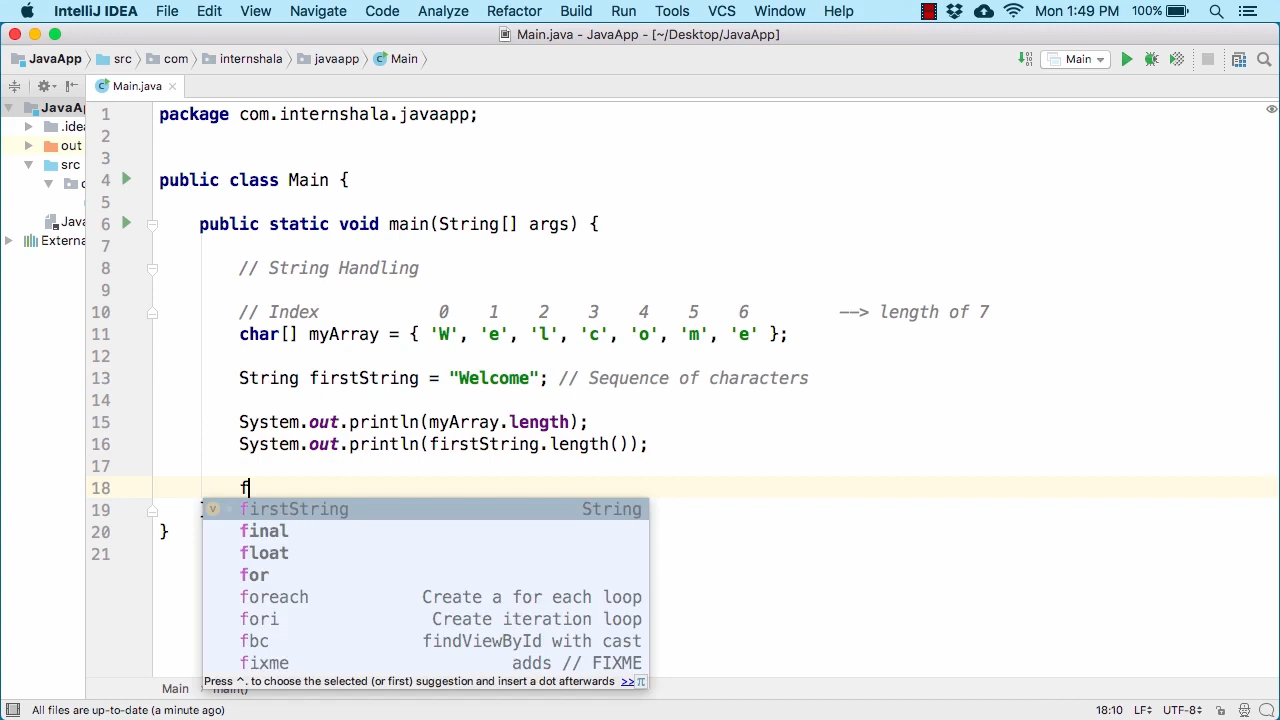 IntelliJ IDEA File Edit View Navigate Code Analyze Refactor Build Run Tools VCS Window Help Mon 1:49 PM 100%
Main.java - JavaApp - [~/Desktop/JavaApp]
JavaApp src com internshala javaapp Main Main
Main.java
JavaA
.idea
out
src
Java
Externa
1 package com.internshala.javaapp;
2
3
4 public class Main {
5
6 public static void main(String[] args) {
7
8 // String Handling
9
10 // Index 0 1 2 3 4 5 6 --> length of 7
11 char[] myArray = { 'W', 'e', 'l', 'c', 'o', 'm', 'e' };
12
13 String firstString = "Welcome"; // Sequence of characters
14
15 System.out.println(myArray.length);
16 System.out.println(firstString.length());
17
18 f
19
20 }
21
firstString String
final
float
for
foreach Create a for each loop
fori Create iteration loop
fbc findViewById with cast
fixme adds // FIXME
Press ^. to choose the selected (or first) suggestion and insert a dot afterwards >> π
Main main()
All files are up-to-date (a minute ago) 18:10 LF÷ UTF-8÷